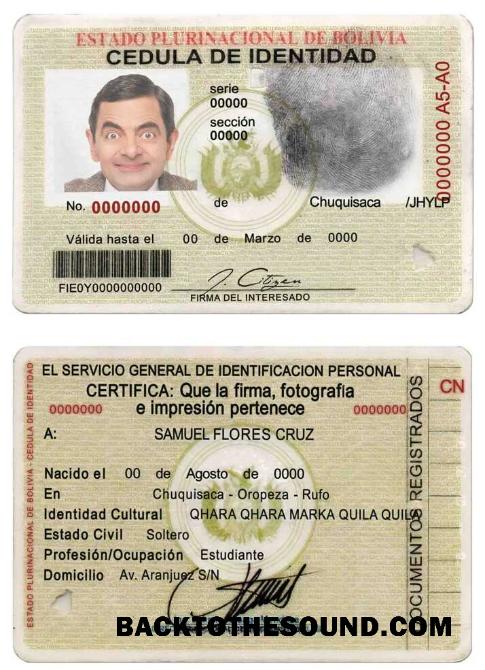 ESTADO PLURINACIONAL DE BOLIVIA
CEDULA DE IDENTIDAD
serie
00000
sección
00000
0000000 A5-A0
No. 0000000 de Chuquisaca /JHYLP
Válida hasta el 00 de Marzo de 0000
FIE0Y0000000000
J. Citizen
FIRMA DEL INTERESADO
EL SERVICIO GENERAL DE IDENTIFICACION PERSONAL
CERTIFICA: Que la firma, fotografia
0000000 e impresión pertenece 0000000
CN
A: SAMUEL FLORES CRUZ
Nacido el 00 de Agosto de 0000
En Chuquisaca - Oropeza - Rufo
Identidad Cultural QHARA QHARA MARKA QUILA QUILA
Estado Civil Soltero
Profesión/Ocupación Estudiante
Domicilio Av. Aranjuez S/N
ESTADO PLURINACIONAL DE BOLIVIA - CEDULA DE IDENTIDAD
DOCUMENTOS REGISTRADOS
BACKTOTHESOUND.COM